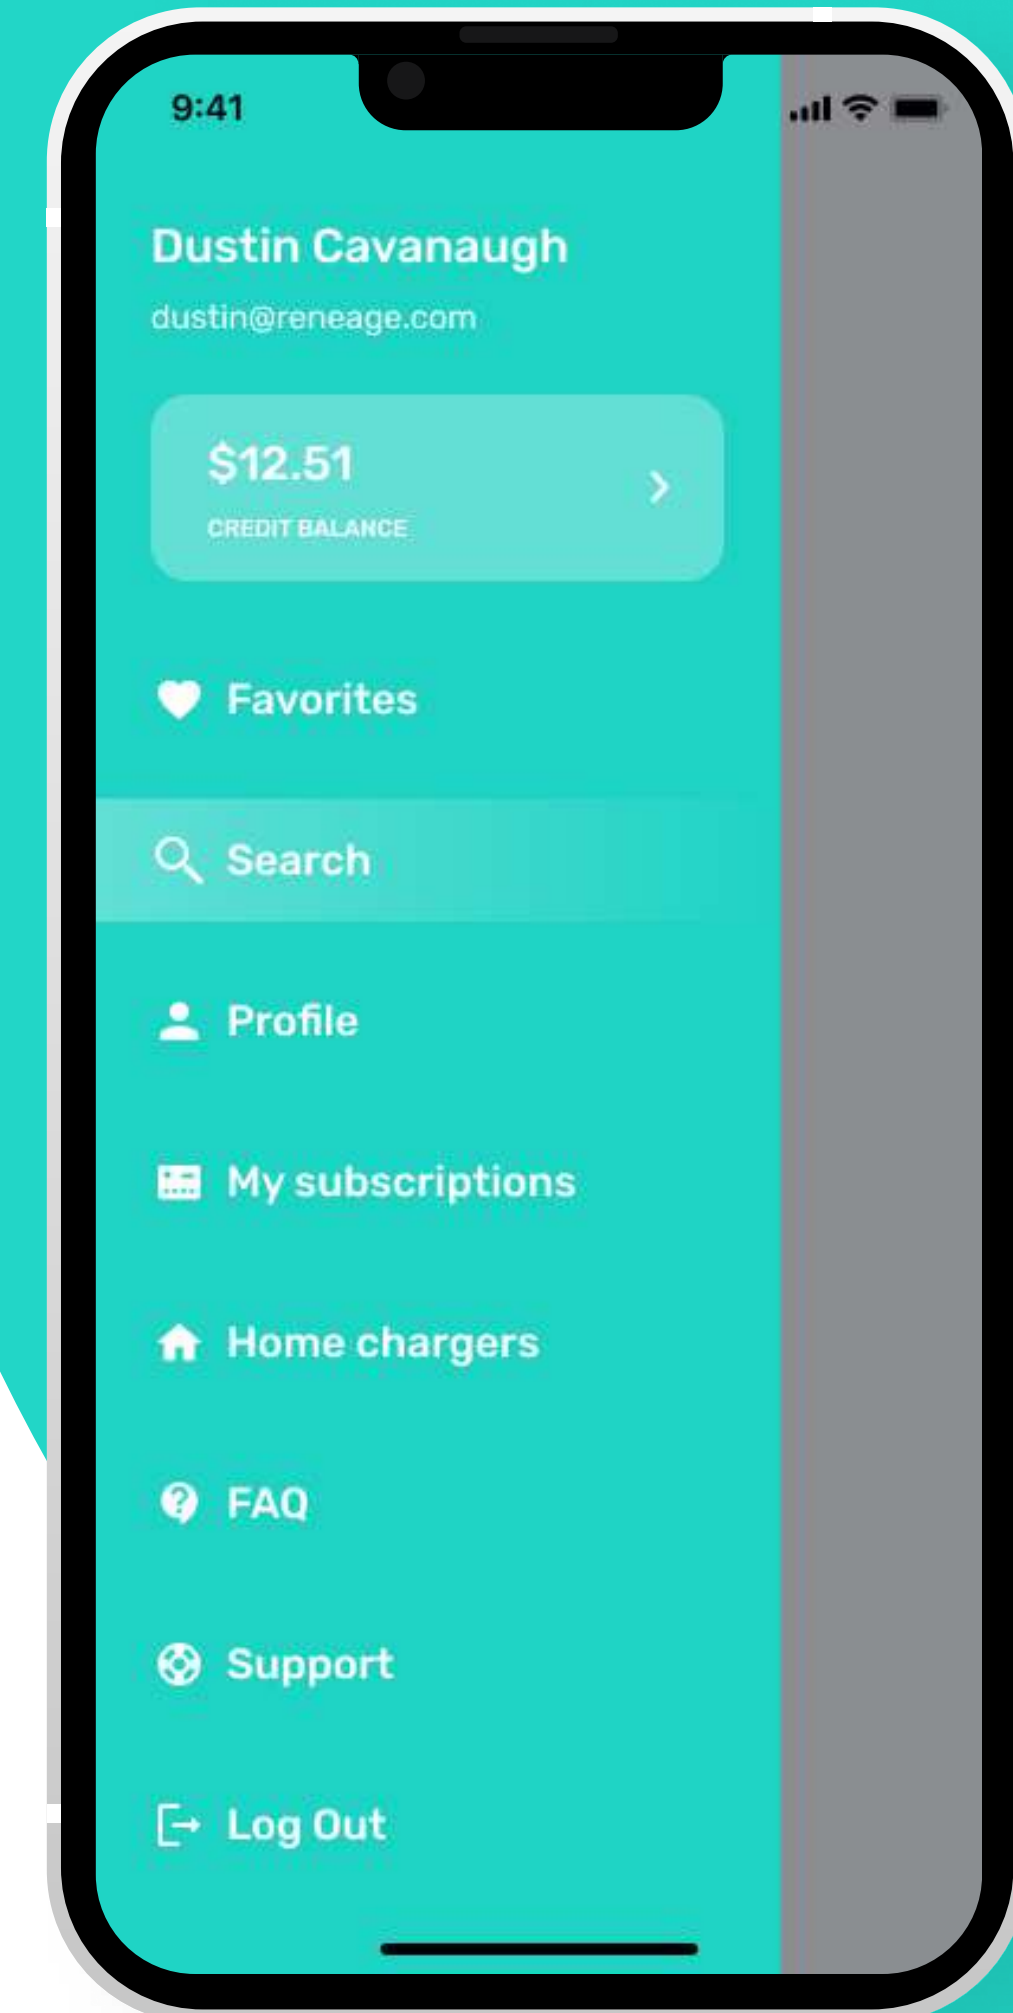 9:41
Dustin Cavanaugh
dustin@reneage.com
$12.51
CREDIT BALANCE
Favorites
Search
Profile
My subscriptions
Home chargers
FAQ
Support
Log Out